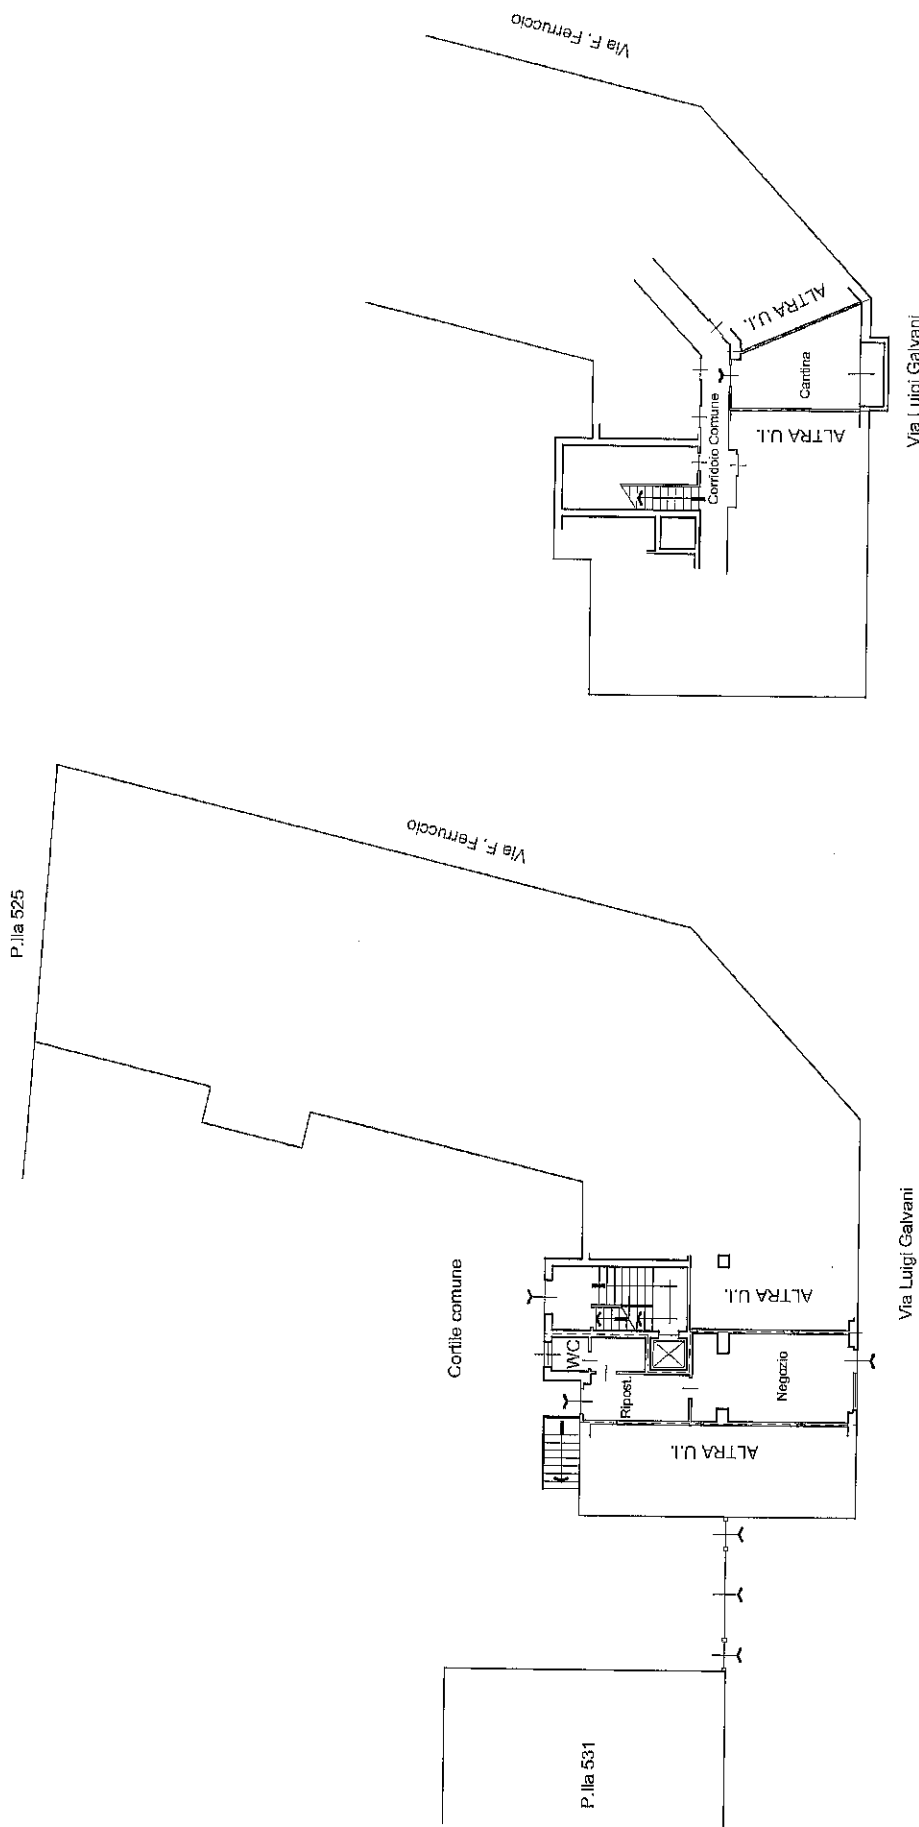 Via F. Ferruccio
ALTRA U.I.
Cantina
Corridoio Comune
ALTRA U.I.
Via Luigi Galvani
P.lla 525
Via F. Ferruccio
Cortile comune
WC
Ripost.
ALTRA U.I.
Negozio
ALTRA U.I.
Via Luigi Galvani
P.lla 531